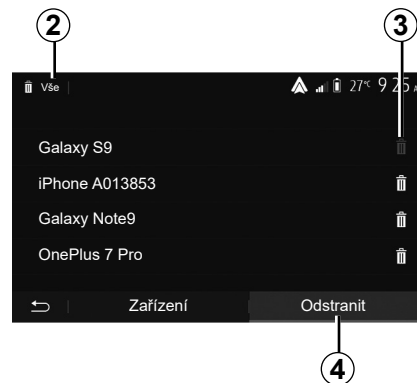 2 3
Vše 27°C 9 25
Galaxy S9
iPhone A013853
Galaxy Note9
OnePlus 7 Pro
Zařízení Odstranit
4